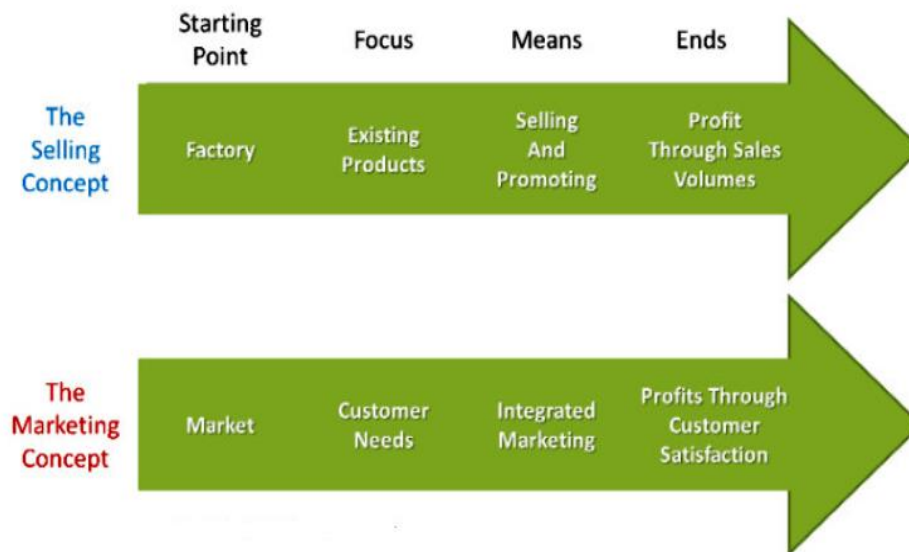 Starting
Point
Focus
Means
Ends
The
Selling
Concept
Factory
Existing
Products
Selling
And
Promoting
Profit
Through Sales
Volumes
The
Marketing
Concept
Market
Customer
Needs
Integrated
Marketing
Profits Through
Customer
Satisfaction